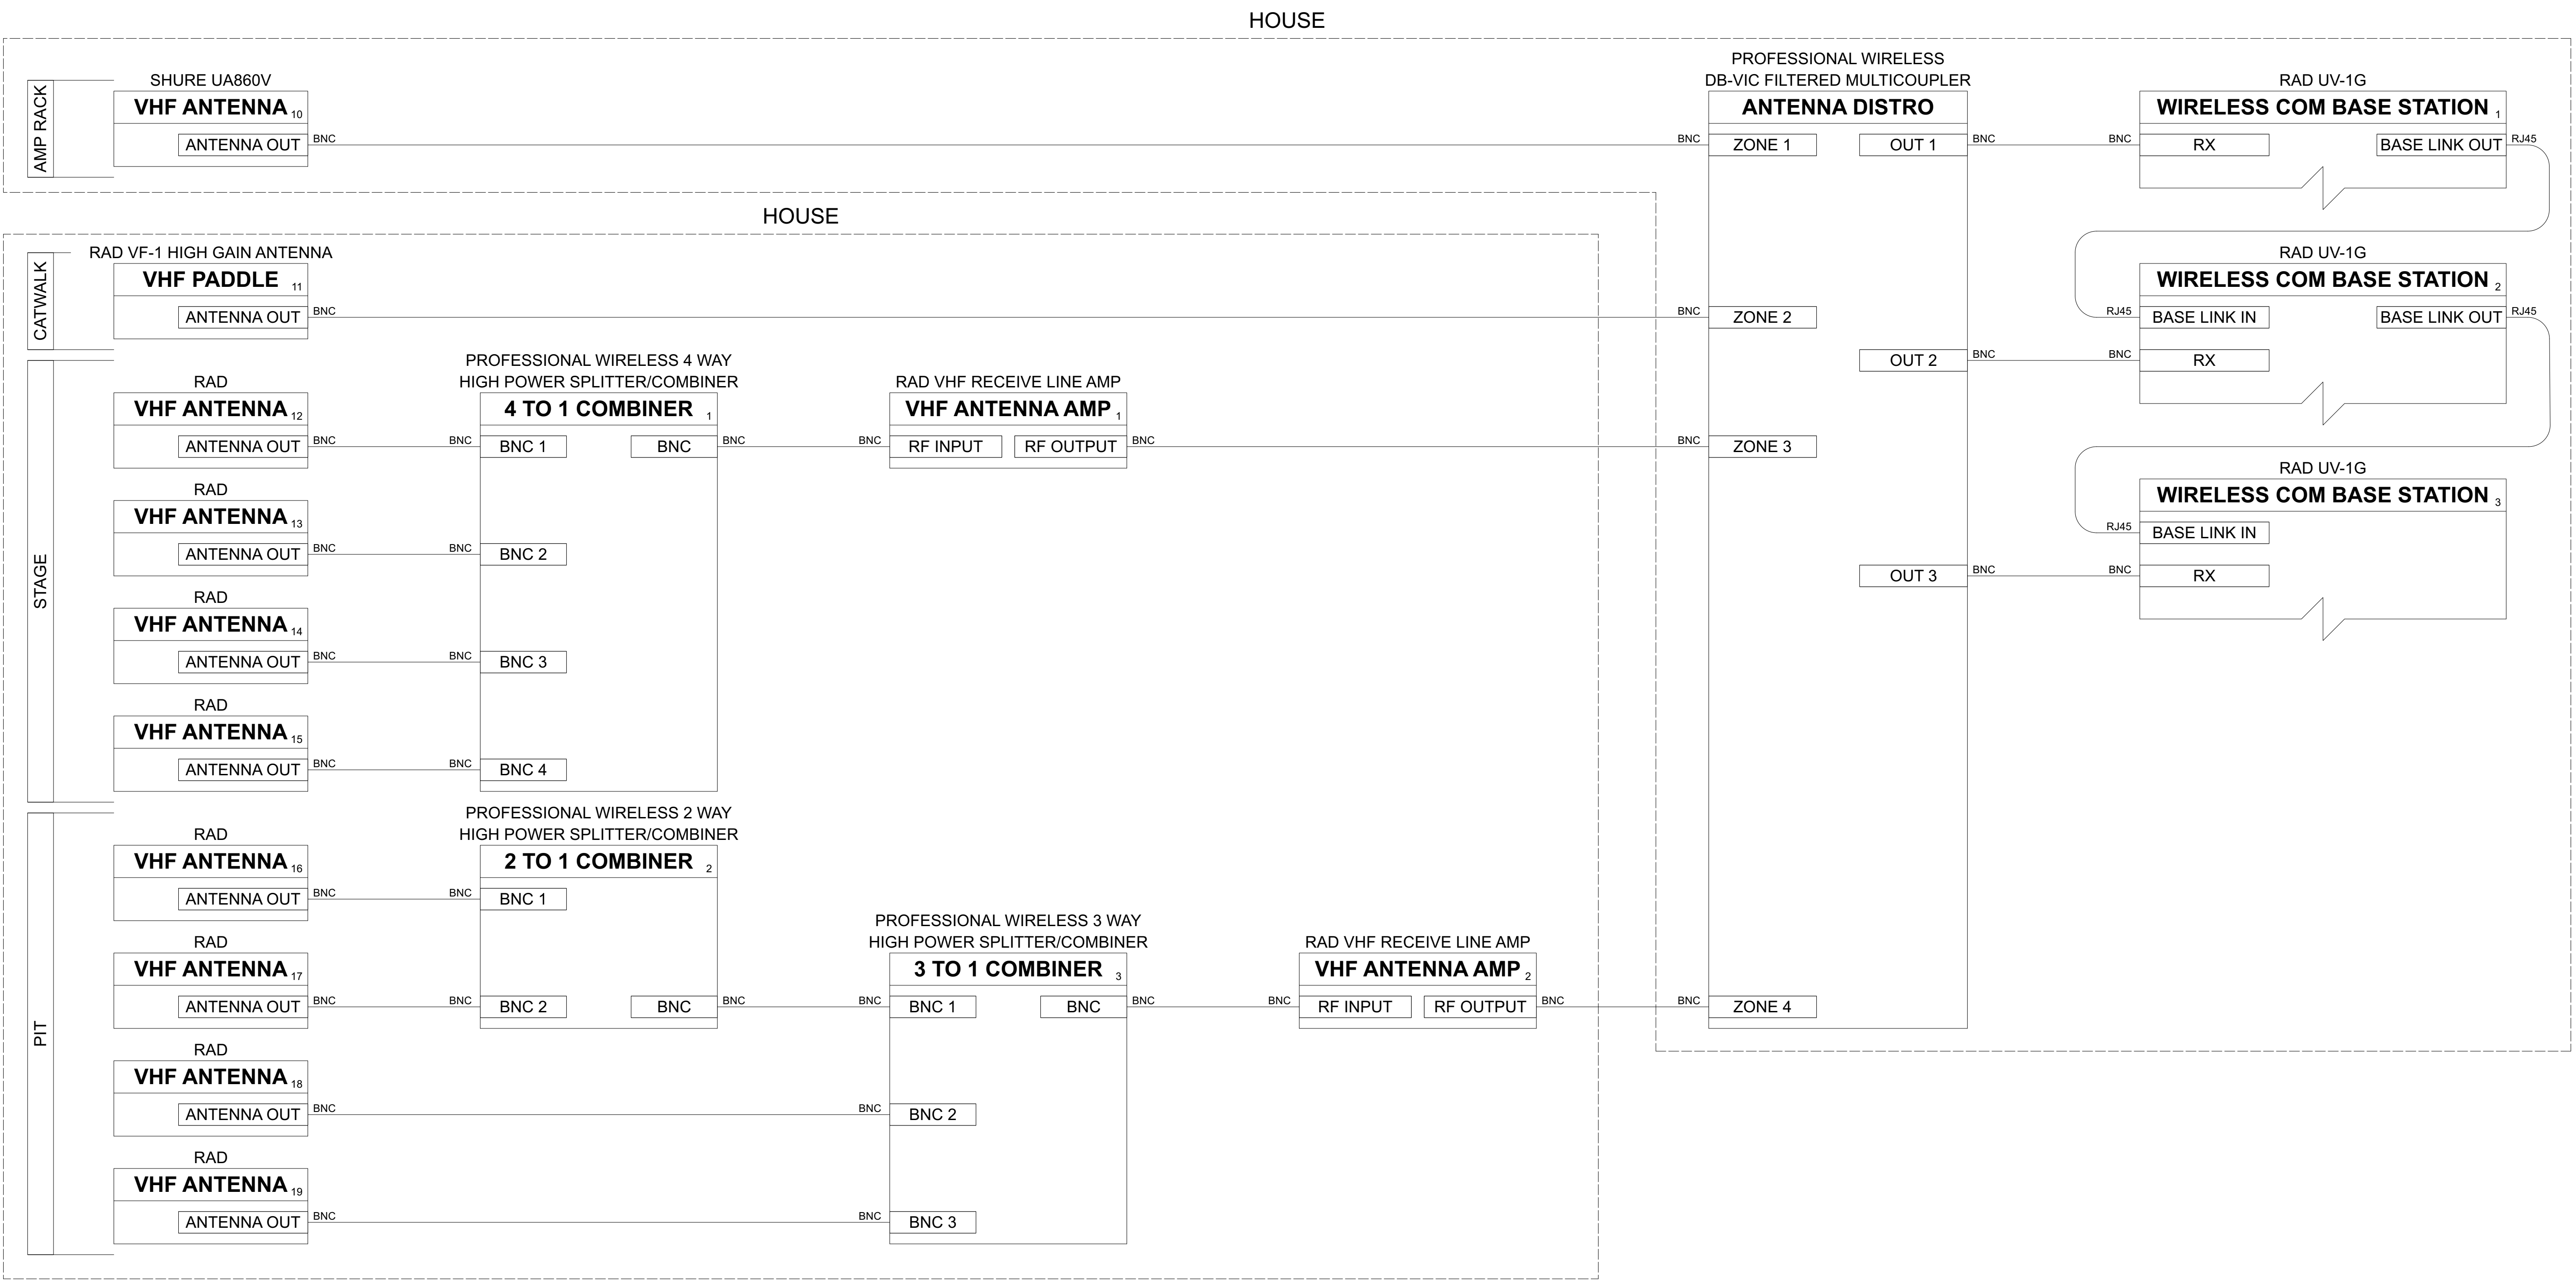 HOUSE
AMP RACK
SHURE UA860V
VHF ANTENNA 10
ANTENNA OUT
BNC
BNC
PROFESSIONAL WIRELESS
DB-VIC FILTERED MULTICOUPLER
ANTENNA DISTRO
ZONE 1
OUT 1
BNC
BNC
RAD UV-1G
WIRELESS COM BASE STATION 1
RX
BASE LINK OUT
RJ45
HOUSE
CATWALK
RAD VF-1 HIGH GAIN ANTENNA
VHF PADDLE 11
ANTENNA OUT
BNC
BNC
ZONE 2
RAD UV-1G
WIRELESS COM BASE STATION 2
RJ45
BASE LINK IN
BASE LINK OUT
RJ45
OUT 2
BNC
BNC
RX
STAGE
RAD
VHF ANTENNA 12
ANTENNA OUT
BNC
BNC
PROFESSIONAL WIRELESS 4 WAY
HIGH POWER SPLITTER/COMBINER
4 TO 1 COMBINER 1
BNC 1
BNC
BNC
BNC
RAD VHF RECEIVE LINE AMP
VHF ANTENNA AMP 1
RF INPUT
RF OUTPUT
BNC
BNC
ZONE 3
RAD UV-1G
WIRELESS COM BASE STATION 3
RJ45
BASE LINK IN
OUT 3
BNC
BNC
RX
RAD
VHF ANTENNA 13
ANTENNA OUT
BNC
BNC
BNC 2
RAD
VHF ANTENNA 14
ANTENNA OUT
BNC
BNC
BNC 3
RAD
VHF ANTENNA 15
ANTENNA OUT
BNC
BNC
BNC 4
PIT
RAD
VHF ANTENNA 16
ANTENNA OUT
BNC
BNC
PROFESSIONAL WIRELESS 2 WAY
HIGH POWER SPLITTER/COMBINER
2 TO 1 COMBINER 2
BNC 1
RAD
VHF ANTENNA 17
ANTENNA OUT
BNC
BNC
BNC 2
BNC
BNC
BNC
PROFESSIONAL WIRELESS 3 WAY
HIGH POWER SPLITTER/COMBINER
3 TO 1 COMBINER 3
BNC 1
BNC
BNC
BNC
RAD VHF RECEIVE LINE AMP
VHF ANTENNA AMP 2
RF INPUT
RF OUTPUT
BNC
BNC
ZONE 4
RAD
VHF ANTENNA 18
ANTENNA OUT
BNC
BNC
BNC 2
RAD
VHF ANTENNA 19
ANTENNA OUT
BNC
BNC
BNC 3